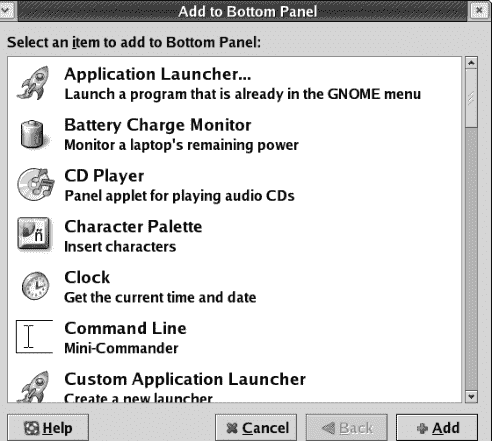 Add to Bottom Panel
Select an item to add to Bottom Panel:
Application Launcher...
Launch a program that is already in the GNOME menu
Battery Charge Monitor
Monitor a laptop's remaining power
CD Player
Panel applet for playing audio CDs
Character Palette
Insert characters
ñ
Clock
Get the current time and date
Command Line
Mini-Commander
Custom Application Launcher
Create a new launcher
Help
Cancel
Back
Add